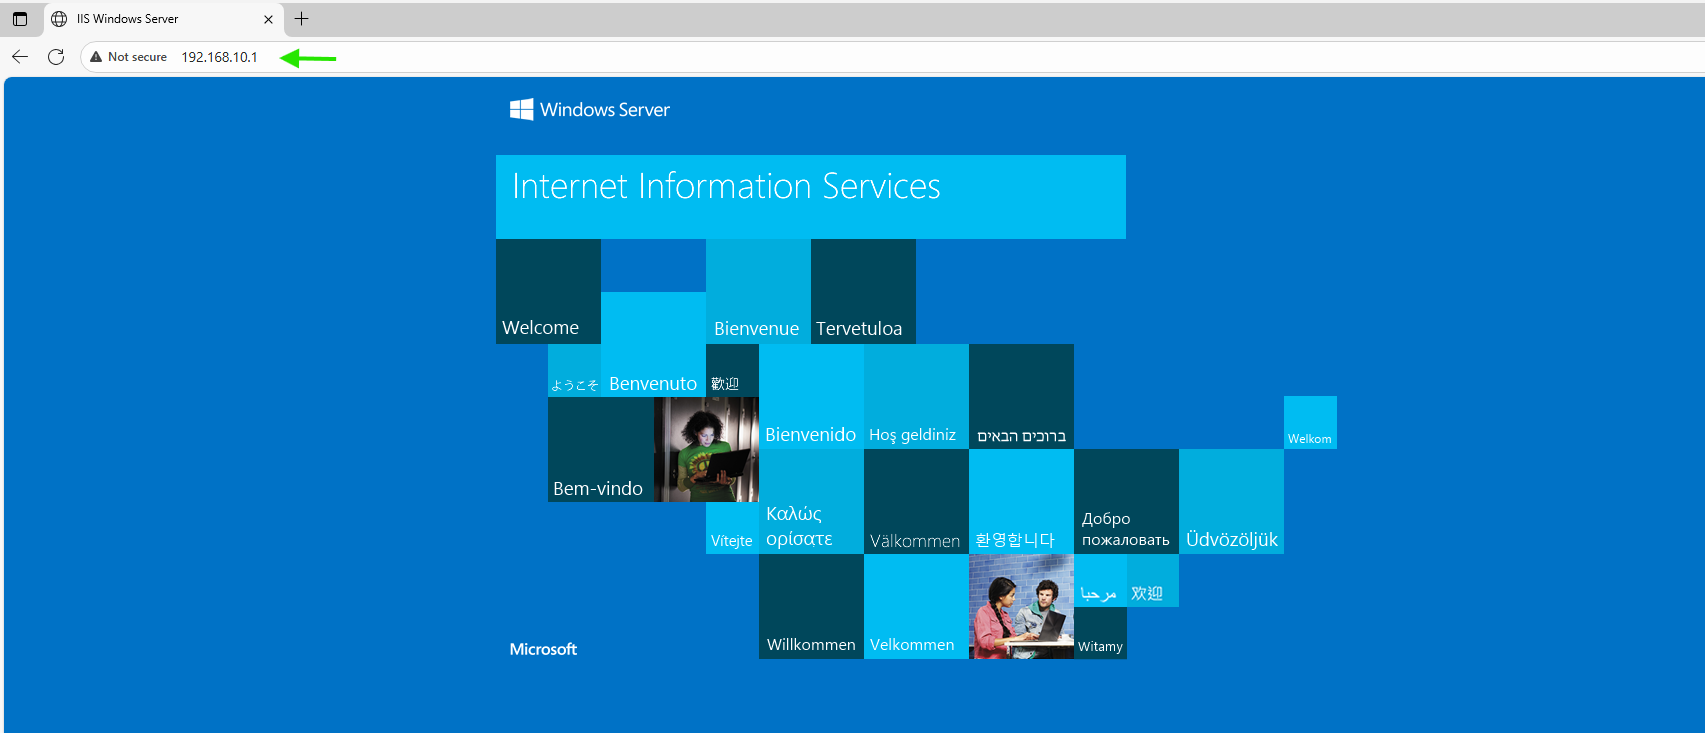 IIS Windows Server
Not secure 192.168.10.1
Windows Server
Internet Information Services
Welcome
Bienvenue
Tervetuloa
ようこそ
Benvenuto
歡迎
Bienvenido
Hoş geldiniz
ברוכים הבאים
Welkom
Bem-vindo
Vítejte
Καλώς
ορίσατε
Välkommen
환영합니다
Добро
пожаловать
Üdvözöljük
مرحبا
欢迎
Willkommen
Velkommen
Witamy
Microsoft